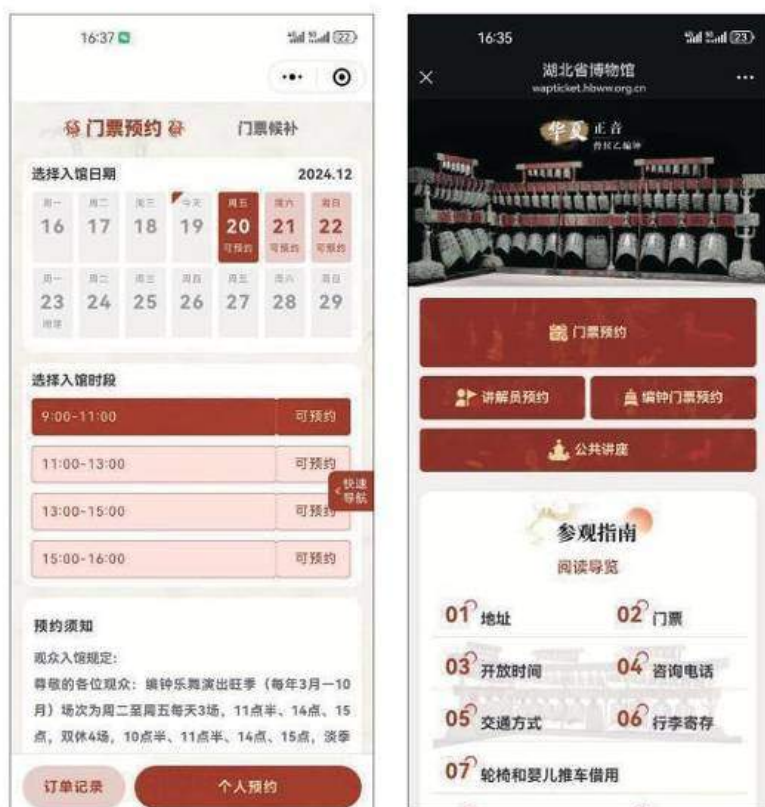 16:37
22
门票预约
门票候补
选择入馆日期 2024.12
周一 周二 周三 今天 周五 周六 周日
16 17 18 19 20 21 22
可预约 可预约 可预约
周一 周二 周三 周四 周五 周六 周日
23 24 25 26 27 28 29
闭馆
选择入馆时段
9:00-11:00 可预约
11:00-13:00 可预约
13:00-15:00 可预约
15:00-16:00 可预约
快速
导航
预约须知
观众入馆规定:
尊敬的各位观众：编钟乐舞演出旺季（每年3月一10
月）场次为周二至周五每天3场，11点半、14点、15
点，双休4场，10点半、11点半、14点、15点，淡季
订单记录 个人预约
16:35
23
湖北省博物馆
wapticket.hbww.org.cn
华夏 正音
曾侯乙编钟
门票预约
讲解员预约 编钟门票预约
公共讲座
参观指南
阅读导览
01 地址 02 门票
03 开放时间 04 咨询电话
05 交通方式 06 行李寄存
07 轮椅和婴儿推车借用